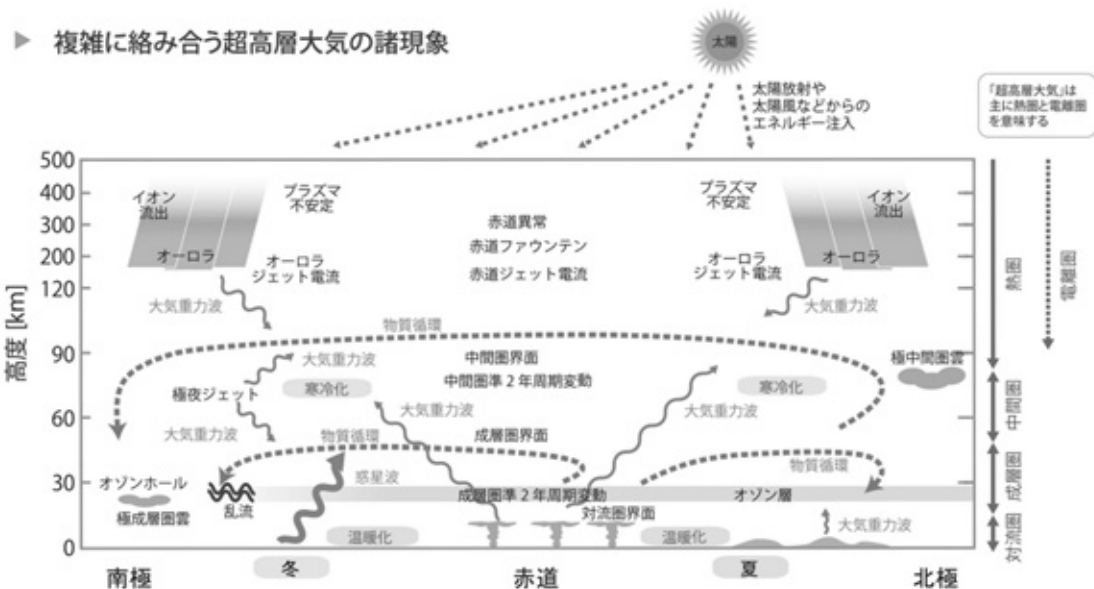 ▶ 複雑に絡み合う超高層大気の諸現象
太陽
太陽放射や
太陽風などからの
エネルギー注入
「超高層大気」は
主に熱圏と電離圏
を意味する
高度 [km]
500
400
300
200
120
90
60
30
0
イオン
流出
オーロラ
プラズマ
不安定
オーロラ
ジェット電流
赤道異常
赤道ファウンテン
赤道ジェット電流
プラズマ
不安定
オーロラ
ジェット電流
イオン
流出
オーロラ
大気重力波
大気重力波
物質循環
大気重力波
中間圏界面
中間圏準2年周期変動
寒冷化
寒冷化
極中間圏雲
極夜ジェット
大気重力波
大気重力波
大気重力波
物質循環
成層圏界面
物質循環
惑星波
オゾンホール
極成層圏雲
乱流
成層圏準2年周期変動
オゾン層
対流圏界面
大気重力波
温暖化
温暖化
南極
冬
赤道
夏
北極
熱圏
電離圏
中間圏
成層圏
対流圏